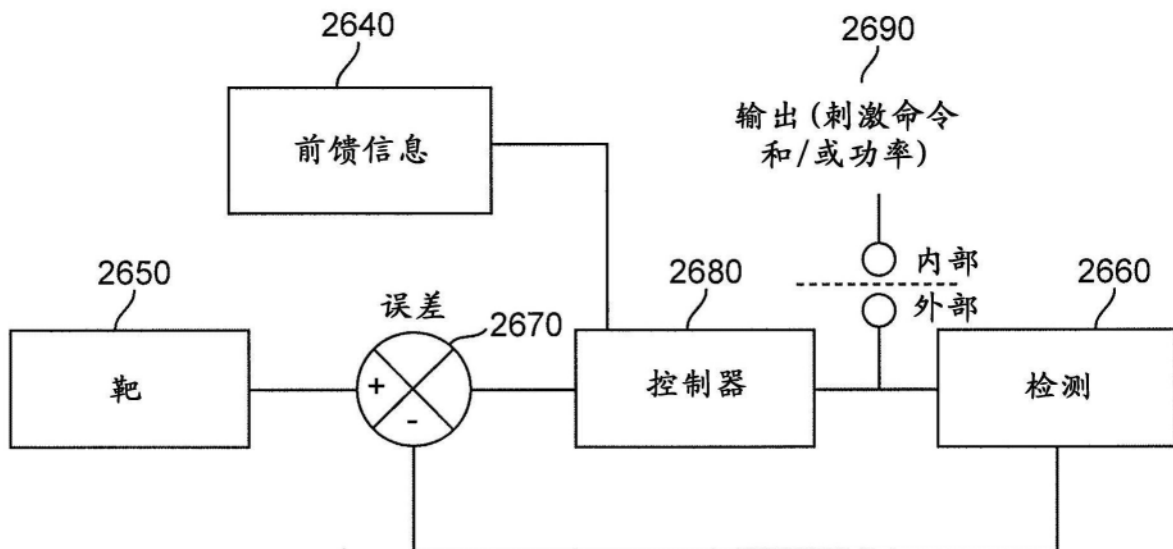 2640
前馈信息
2690
输出(刺激命令
和/或功率)
内部
外部
2650
靶
误差
2670
+
-
2680
控制器
2660
检测